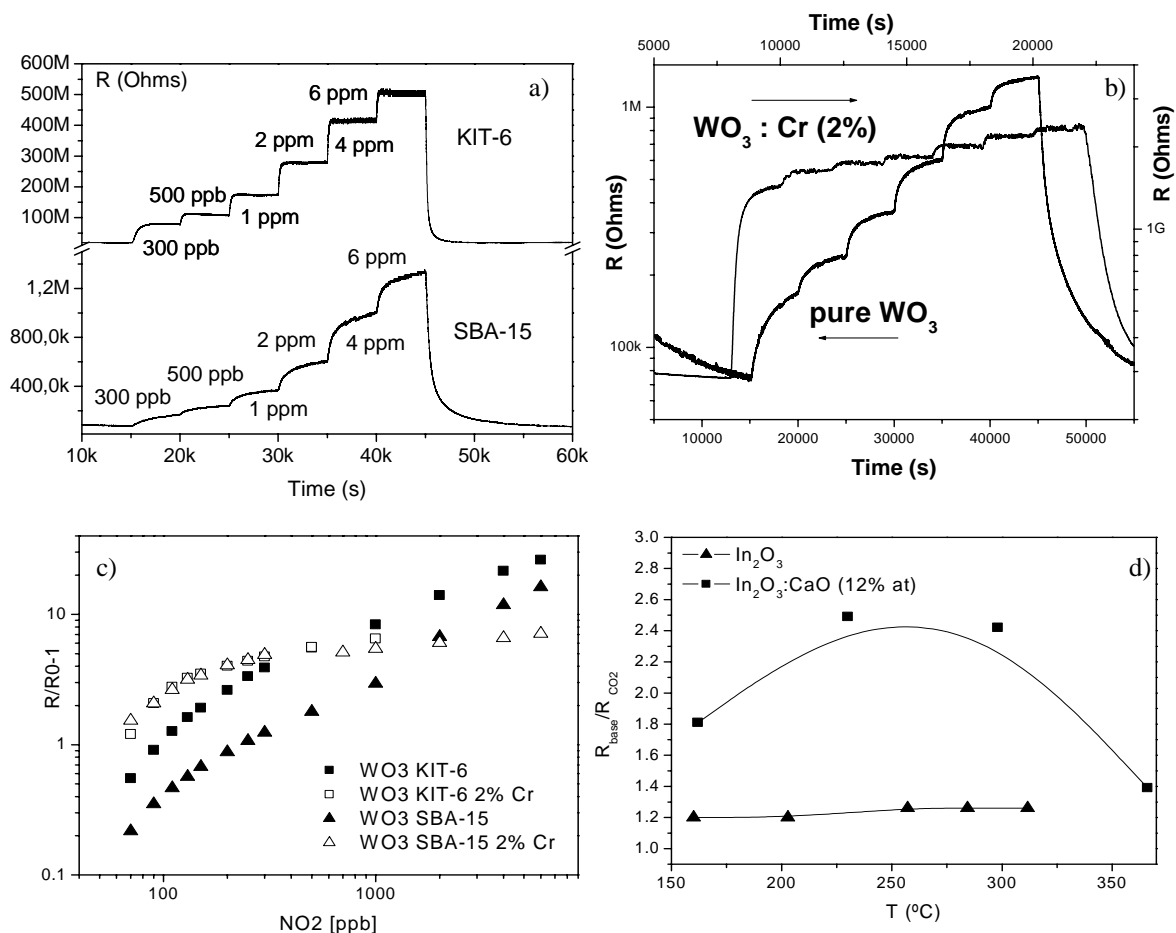 600M
500M
400M
300M
200M
100M
1,2M
800,0k
400,0k
R (Ohms)
a)
6 ppm
KIT-6
2 ppm
4 ppm
500 ppb
1 ppm
300 ppb
6 ppm
SBA-15
2 ppm
4 ppm
500 ppb
300 ppb
1 ppm
10k 20k 30k 40k 50k 60k
Time (s)
Time (s)
5000 10000 15000 20000
b)
1M
100k
R (Ohms)
WO₃ : Cr (2%)
pure WO₃
1G
R (Ohms)
10000 20000 30000 40000 50000
Time (s)
c)
10
1
0.1
R/R0-1
WO3 KIT-6
WO3 KIT-6 2% Cr
WO3 SBA-15
WO3 SBA-15 2% Cr
100 1000
NO2 [ppb]
3.0
2.8
2.6
2.4
2.2
2.0
1.8
1.6
1.4
1.2
1.0
R_base/R_CO2
In₂O₃
In₂O₃:CaO (12% at)
d)
150 200 250 300 350
T (ºC)